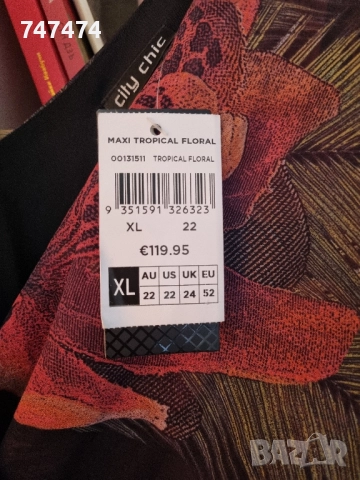 747474
city chic
MAXI TROPICAL FLORAL
00131511 TROPICAL FLORAL
9 351591 326323
XL 22
€119.95
XL
AU US UK EU
22 22 24 52
BAZAR